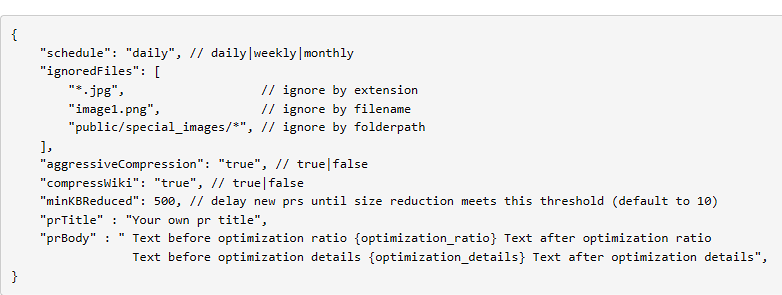 {
    "schedule": "daily", // daily|weekly|monthly
    "ignoredFiles": [
        "*.jpg",                   // ignore by extension
        "image1.png",              // ignore by filename
        "public/special_images/*", // ignore by folderpath
    ],
    "aggressiveCompression": "true", // true|false
    "compressWiki": "true", // true|false
    "minKBReduced": 500, // delay new prs until size reduction meets this threshold (default to 10)
    "prTitle" : "Your own pr title",
    "prBody" : " Text before optimization ratio {optimization_ratio} Text after optimization ratio
                 Text before optimization details {optimization_details} Text after optimization details",
}